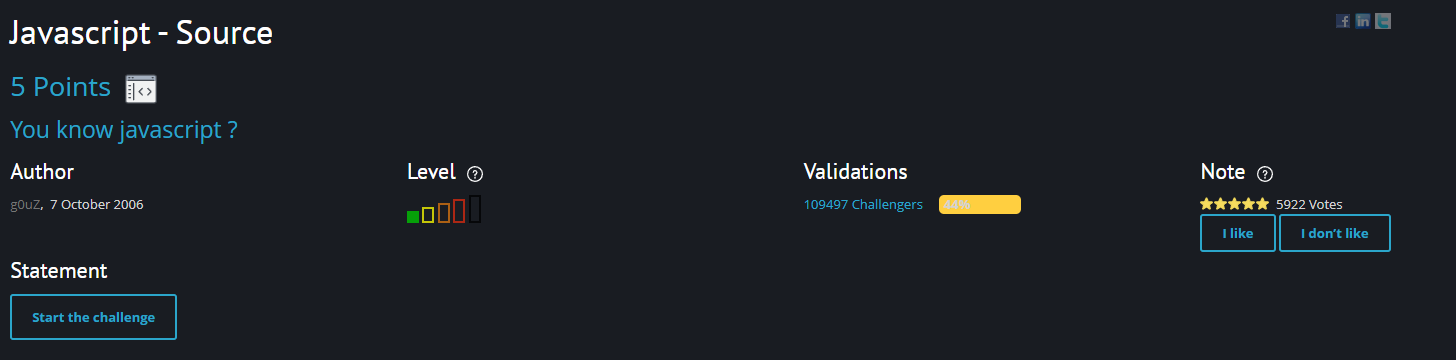 Javascript - Source
5 Points
You know javascript ?
Author
g0uZ, 7 October 2006
Level ?
Validations
109497 Challengers 44%
Note ?
5922 Votes
I like I don't like
Statement
Start the challenge